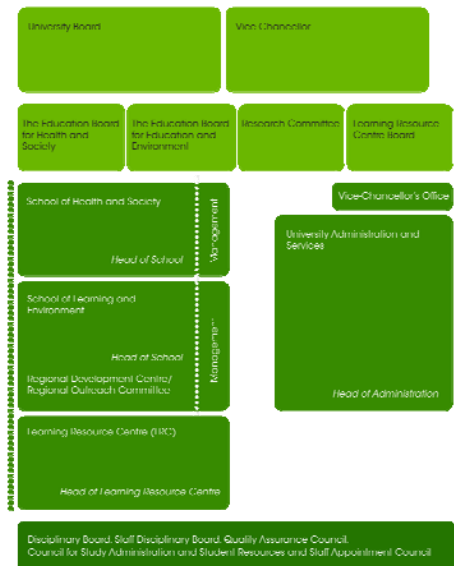 University Board
Vice Chancellor
The Education Board
for Health and
Society
The Education Board
for Education and
Environment
Research Committee
Learning Resource
Centre Board
School of Health and Society
Head of School
Management
Vice-Chancellor's Office
University Administration and
Services
Head of Administration
School of Learning and
Environment
Head of School
Regional Development Centre/
Regional Outreach Committee
Management
Learning Resource Centre (LRC)
Head of Learning Resource Centre
Disciplinary Board, Staff Disciplinary Board, Quality Assurance Council,
Council for Study Administration and Student Resources and Staff Appointment Council